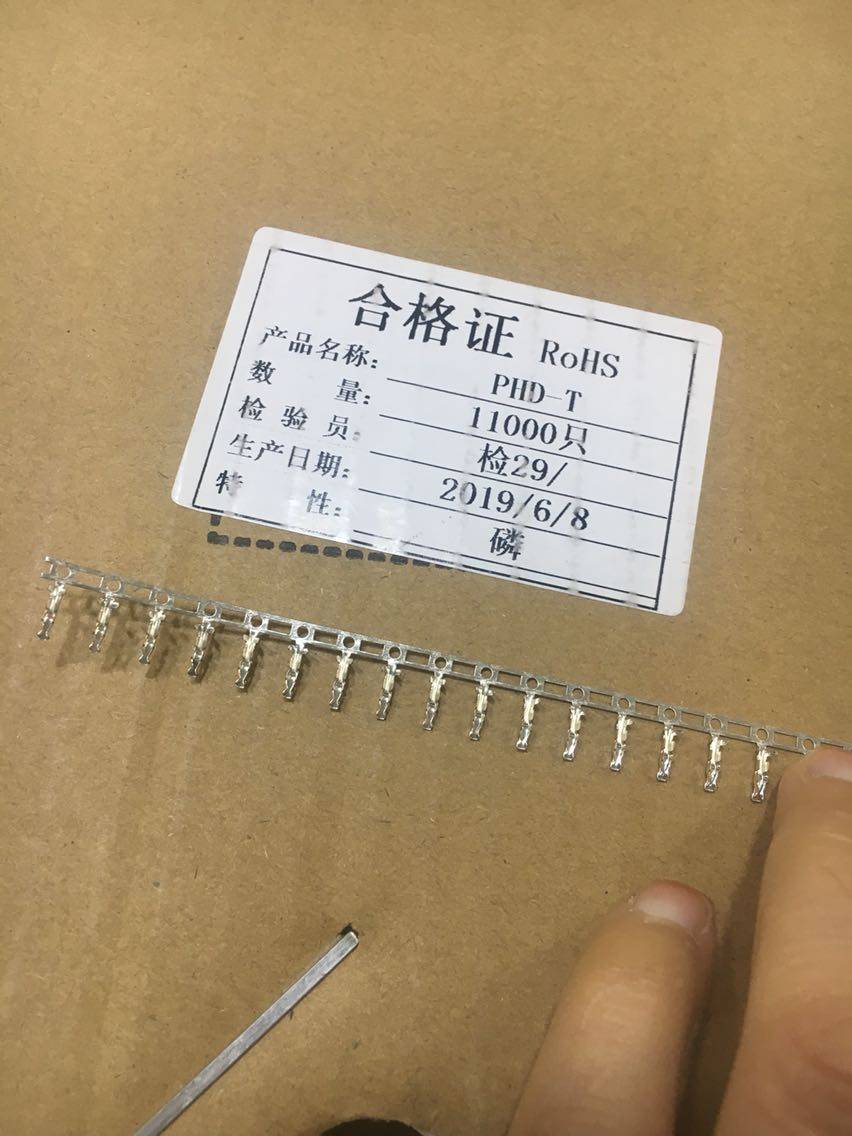 合格证 RoHS
产品名称: PHD-T
数量: 11000只
检验员: 检29/
生产日期: 2019/6/8
特性: 磷